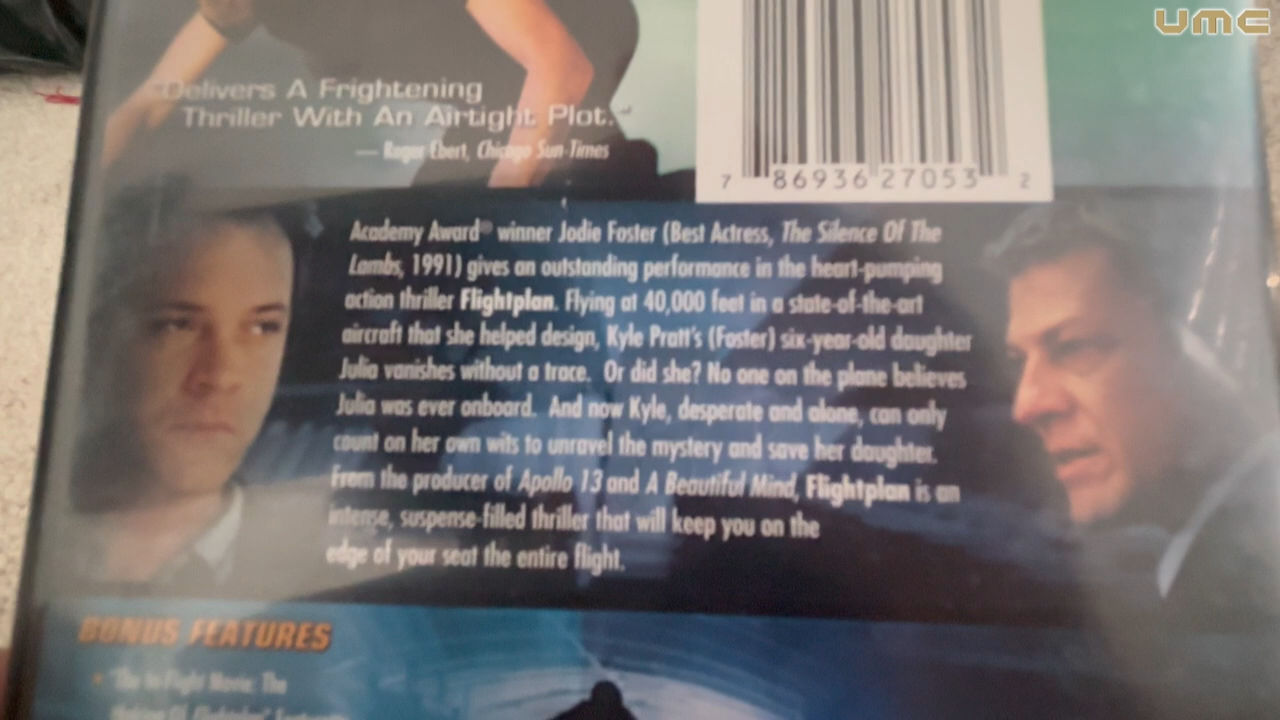 UMC
"Delivers A Frightening
Thriller With An Airtight Plot."
— Roger Ebert, Chicago Sun-Times
7 86936 27053 2
Academy Award® winner Jodie Foster (Best Actress, The Silence Of The
Lambs, 1991) gives an outstanding performance in the heart-pumping
action thriller Flightplan. Flying at 40,000 feet in a state-of-the-art
aircraft that she helped design, Kyle Pratt's (Foster) six-year-old daughter
Julia vanishes without a trace. Or did she? No one on the plane believes
Julia was ever onboard. And now Kyle, desperate and alone, can only
count on her own wits to unravel the mystery and save her daughter.
From the producer of Apollo 13 and A Beautiful Mind, Flightplan is an
intense, suspense-filled thriller that will keep you on the
edge of your seat the entire flight.
BONUS FEATURES
• "The In-Flight Movie: The
Making Of Flightplan"